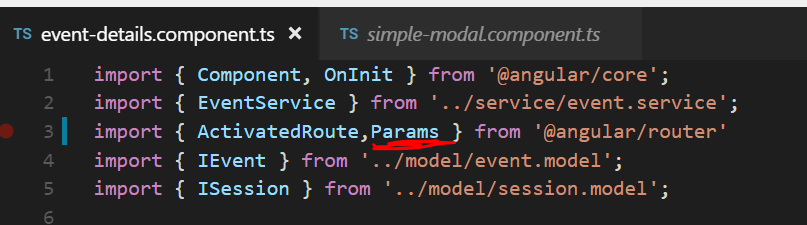 TS event-details.component.ts × TS simple-modal.component.ts
1 import { Component, OnInit } from '@angular/core';
2 import { EventService } from '../service/event.service';
3 import { ActivatedRoute,Params } from '@angular/router'
4 import { IEvent } from '../model/event.model';
5 import { ISession } from '../model/session.model';
6